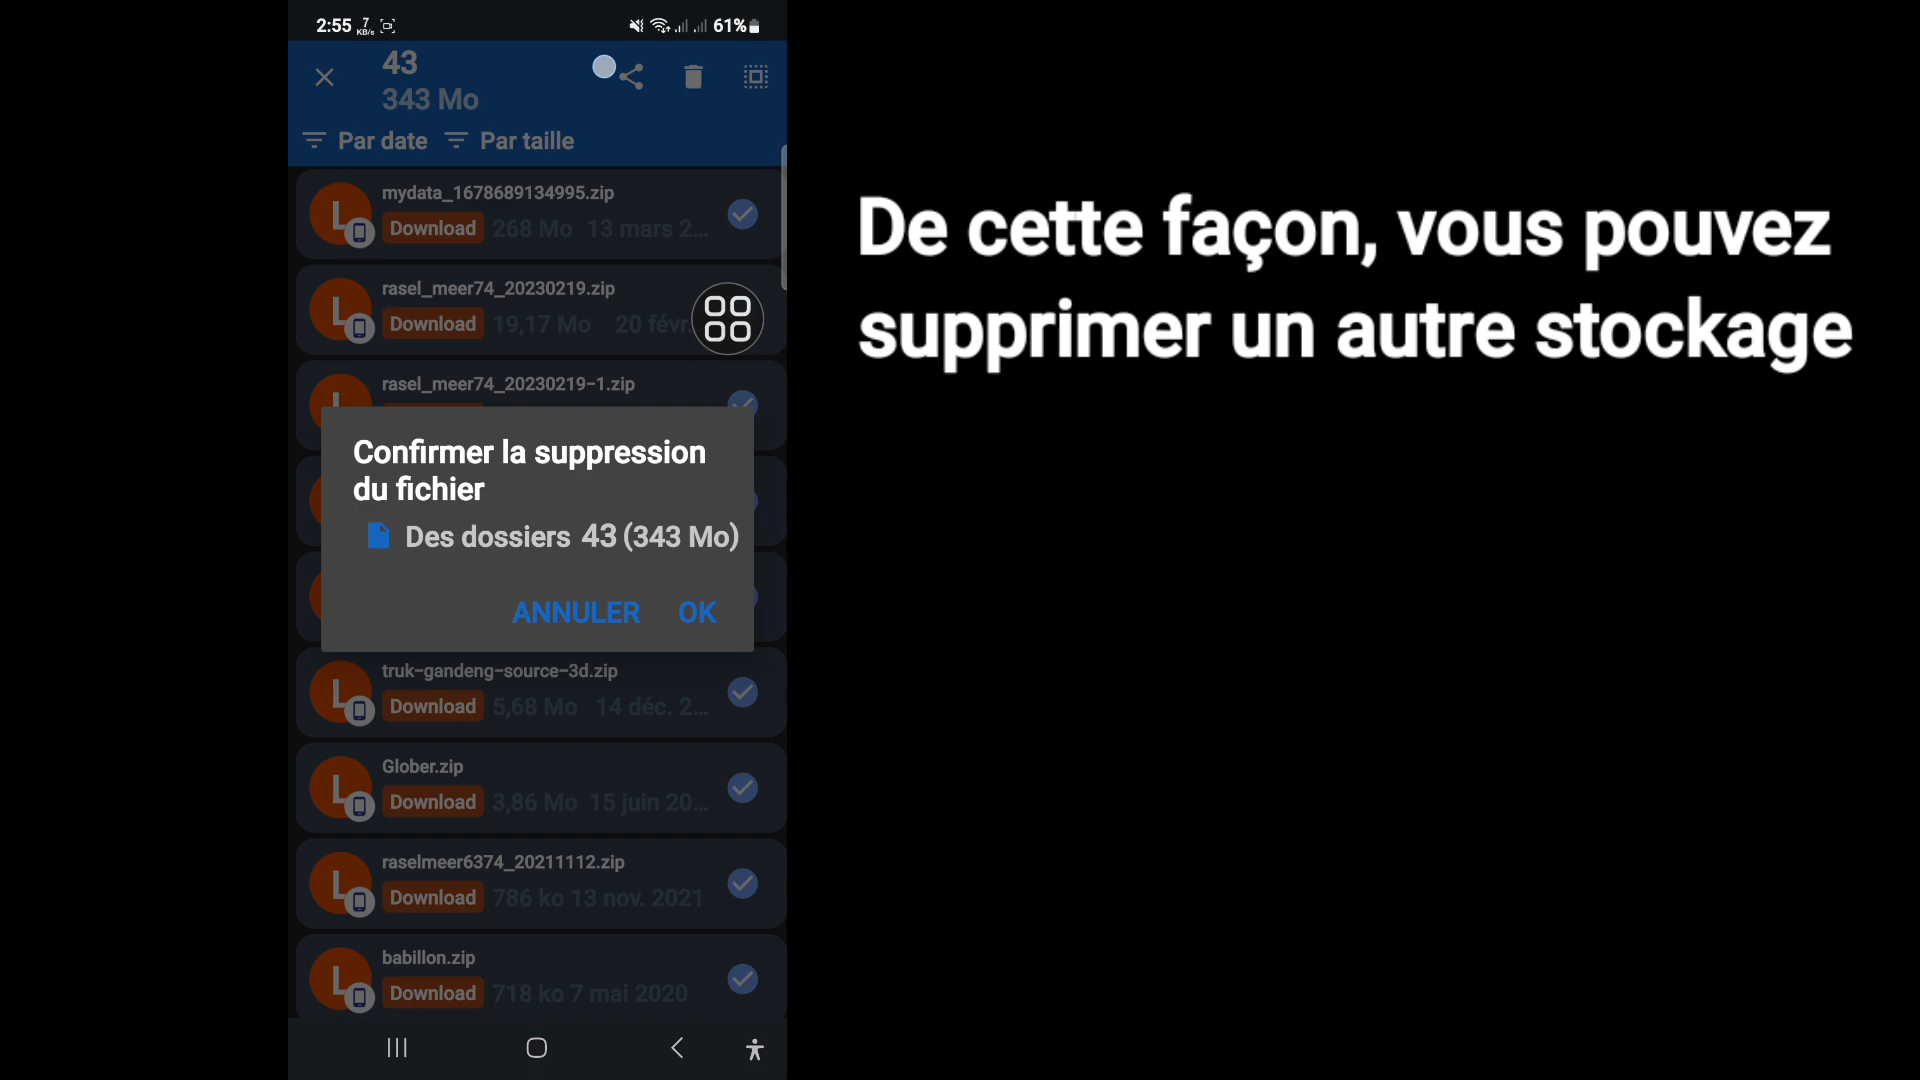 2:55 7 KB/s 61%
43
343 Mo
Par date Par taille
mydata_1678689134995.zip
L Download 268 Mo 13 mars 2...
rasel_meer74_20230219.zip
L Download 19,17 Mo 20 févr.
rasel_meer74_20230219-1.zip
Confirmer la suppression
du fichier
Des dossiers 43 (343 Mo)
ANNULER OK
truk-gandeng-source-3d.zip
L Download 5,68 Mo 14 déc. 2...
Glober.zip
L Download 3,86 Mo 15 juin 20...
raselmeer6374_20211112.zip
L Download 786 ko 13 nov. 2021
babillon.zip
L Download 718 ko 7 mai 2020
De cette façon, vous pouvez
supprimer un autre stockage